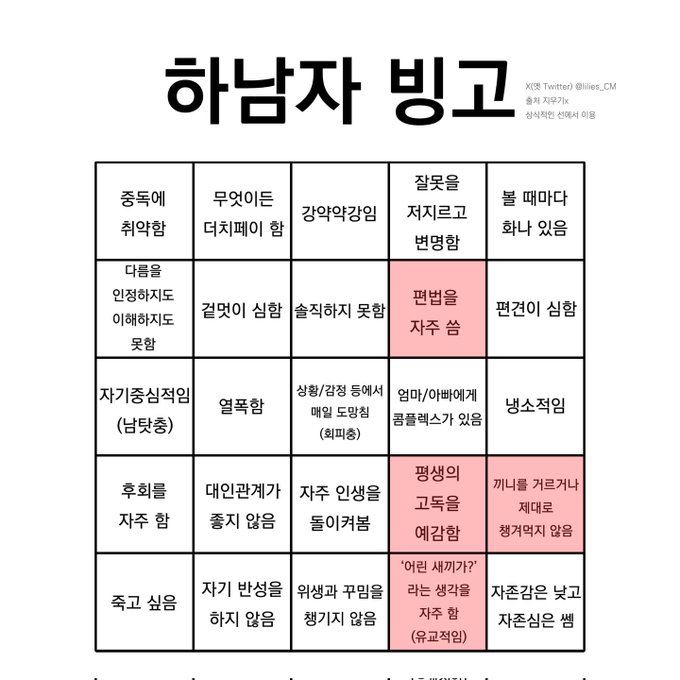 하남자 빙고
X(옛 Twitter) @lilies_CM
출처 지우기x
상식적인 선에서 이용
중독에
취약함
무엇이든
더치페이 함
강약약강임
잘못을
저지르고
변명함
볼 때마다
화나 있음
다름을
인정하지도
이해하지도
못함
겉멋이 심함
솔직하지 못함
편법을
자주 씀
편견이 심함
자기중심적임
(남탓충)
열폭함
상황/감정 등에서
매일 도망침
(회피충)
엄마/아빠에게
콤플렉스가 있음
냉소적임
후회를
자주 함
대인관계가
좋지 않음
자주 인생을
돌이켜봄
평생의
고독을
예감함
끼니를 거르거나
제대로
챙겨먹지 않음
죽고 싶음
자기 반성을
하지 않음
위생과 꾸밈을
챙기지 않음
‘어린 새끼가?’
라는 생각을
자주 함
(유교적임)
자존감은 낮고
자존심은 쎔